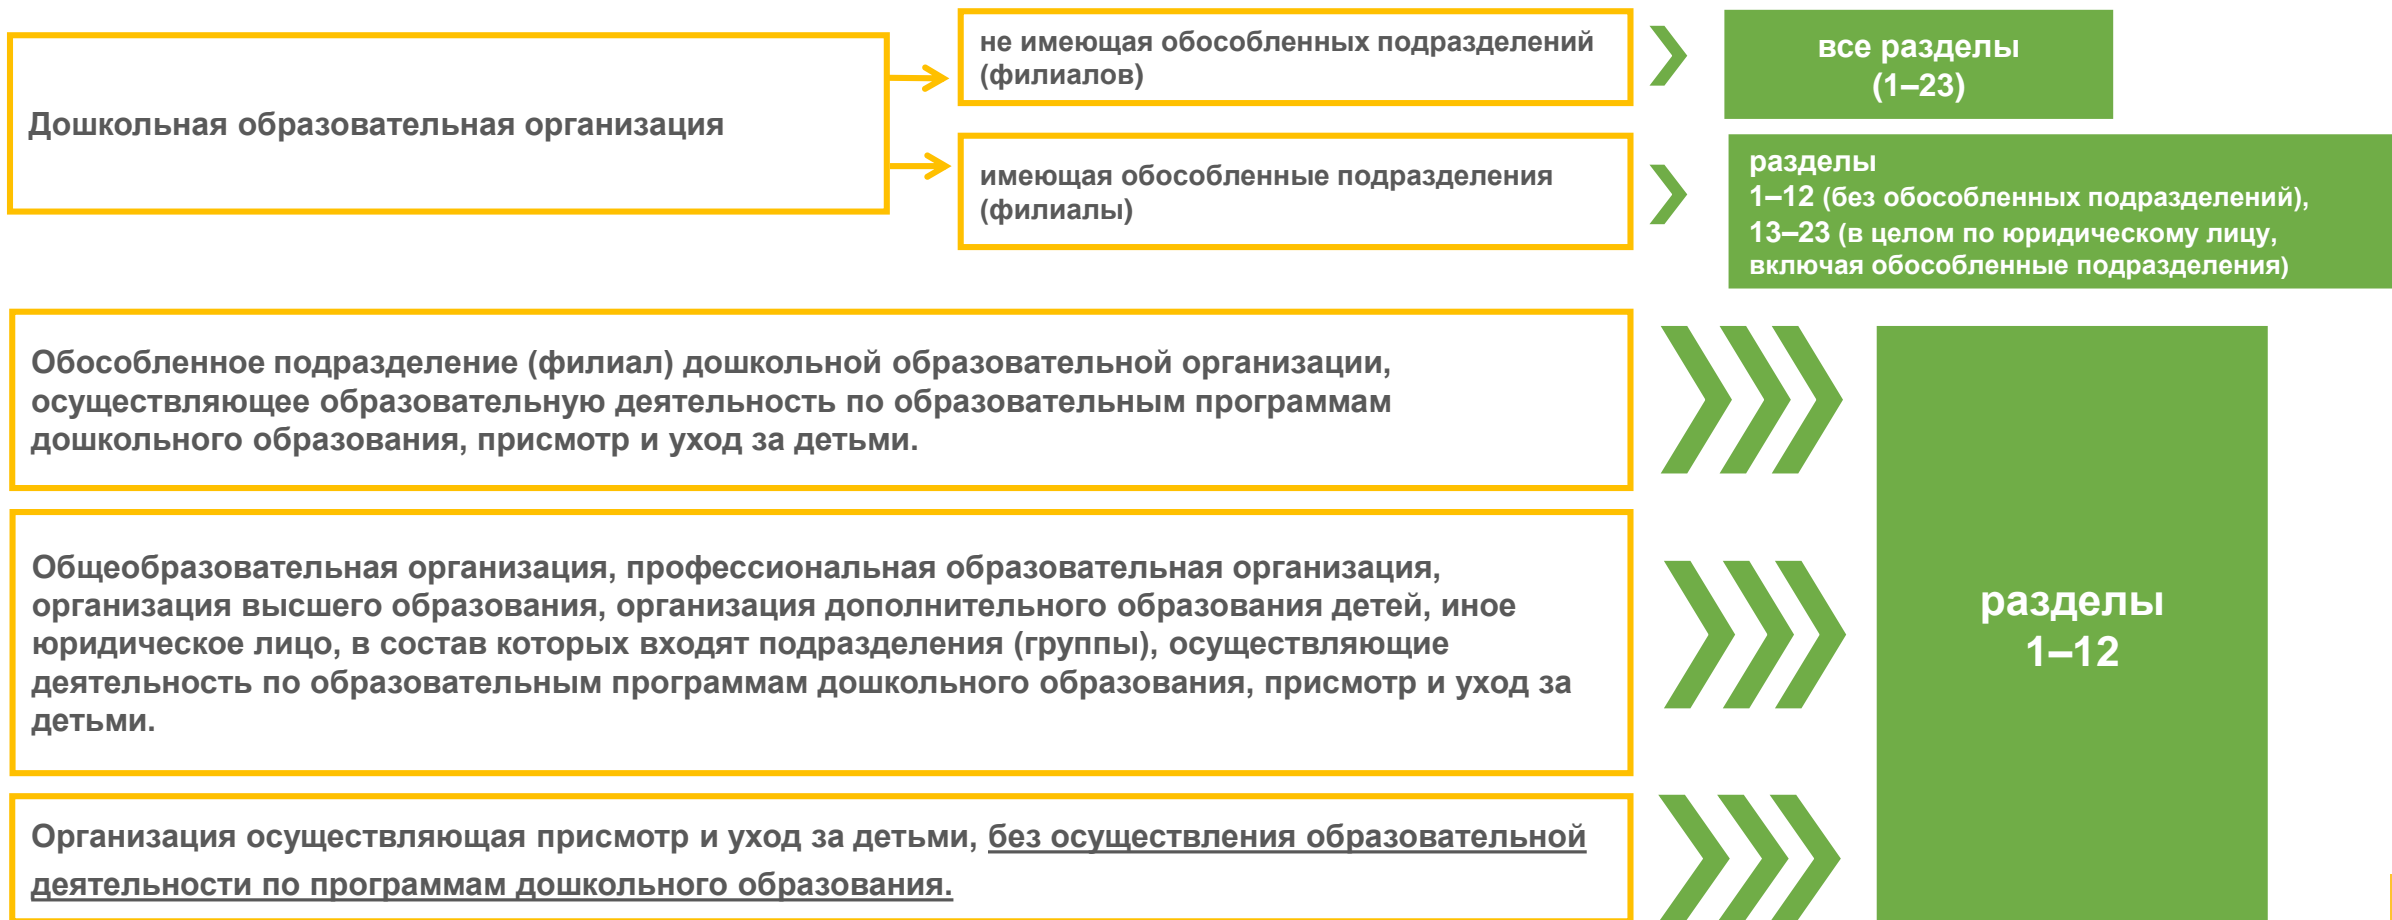 Дошкольная образовательная организация
не имеющая обособленных подразделений
(филиалов)
все разделы
(1–23)
имеющая обособленные подразделения
(филиалы)
разделы
1–12 (без обособленных подразделений),
13–23 (в целом по юридическому лицу,
включая обособленные подразделения)
Обособленное подразделение (филиал) дошкольной образовательной организации,
осуществляющее образовательную деятельность по образовательным программам
дошкольного образования, присмотр и уход за детьми.
Общеобразовательная организация, профессиональная образовательная организация,
организация высшего образования, организация дополнительного образования детей, иное
юридическое лицо, в состав которых входят подразделения (группы), осуществляющие
деятельность по образовательным программам дошкольного образования, присмотр и уход за
детьми.
Организация осуществляющая присмотр и уход за детьми, без осуществления образовательной
деятельности по программам дошкольного образования.
разделы
1–12